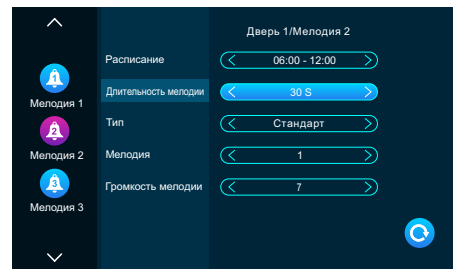 Дверь 1/Мелодия 2
Расписание
06:00 - 12:00
1
Мелодия 1
Длительность мелодии
30 S
2
Мелодия 2
Тип
Стандарт
Мелодия
1
3
Мелодия 3
Громкость мелодии
7